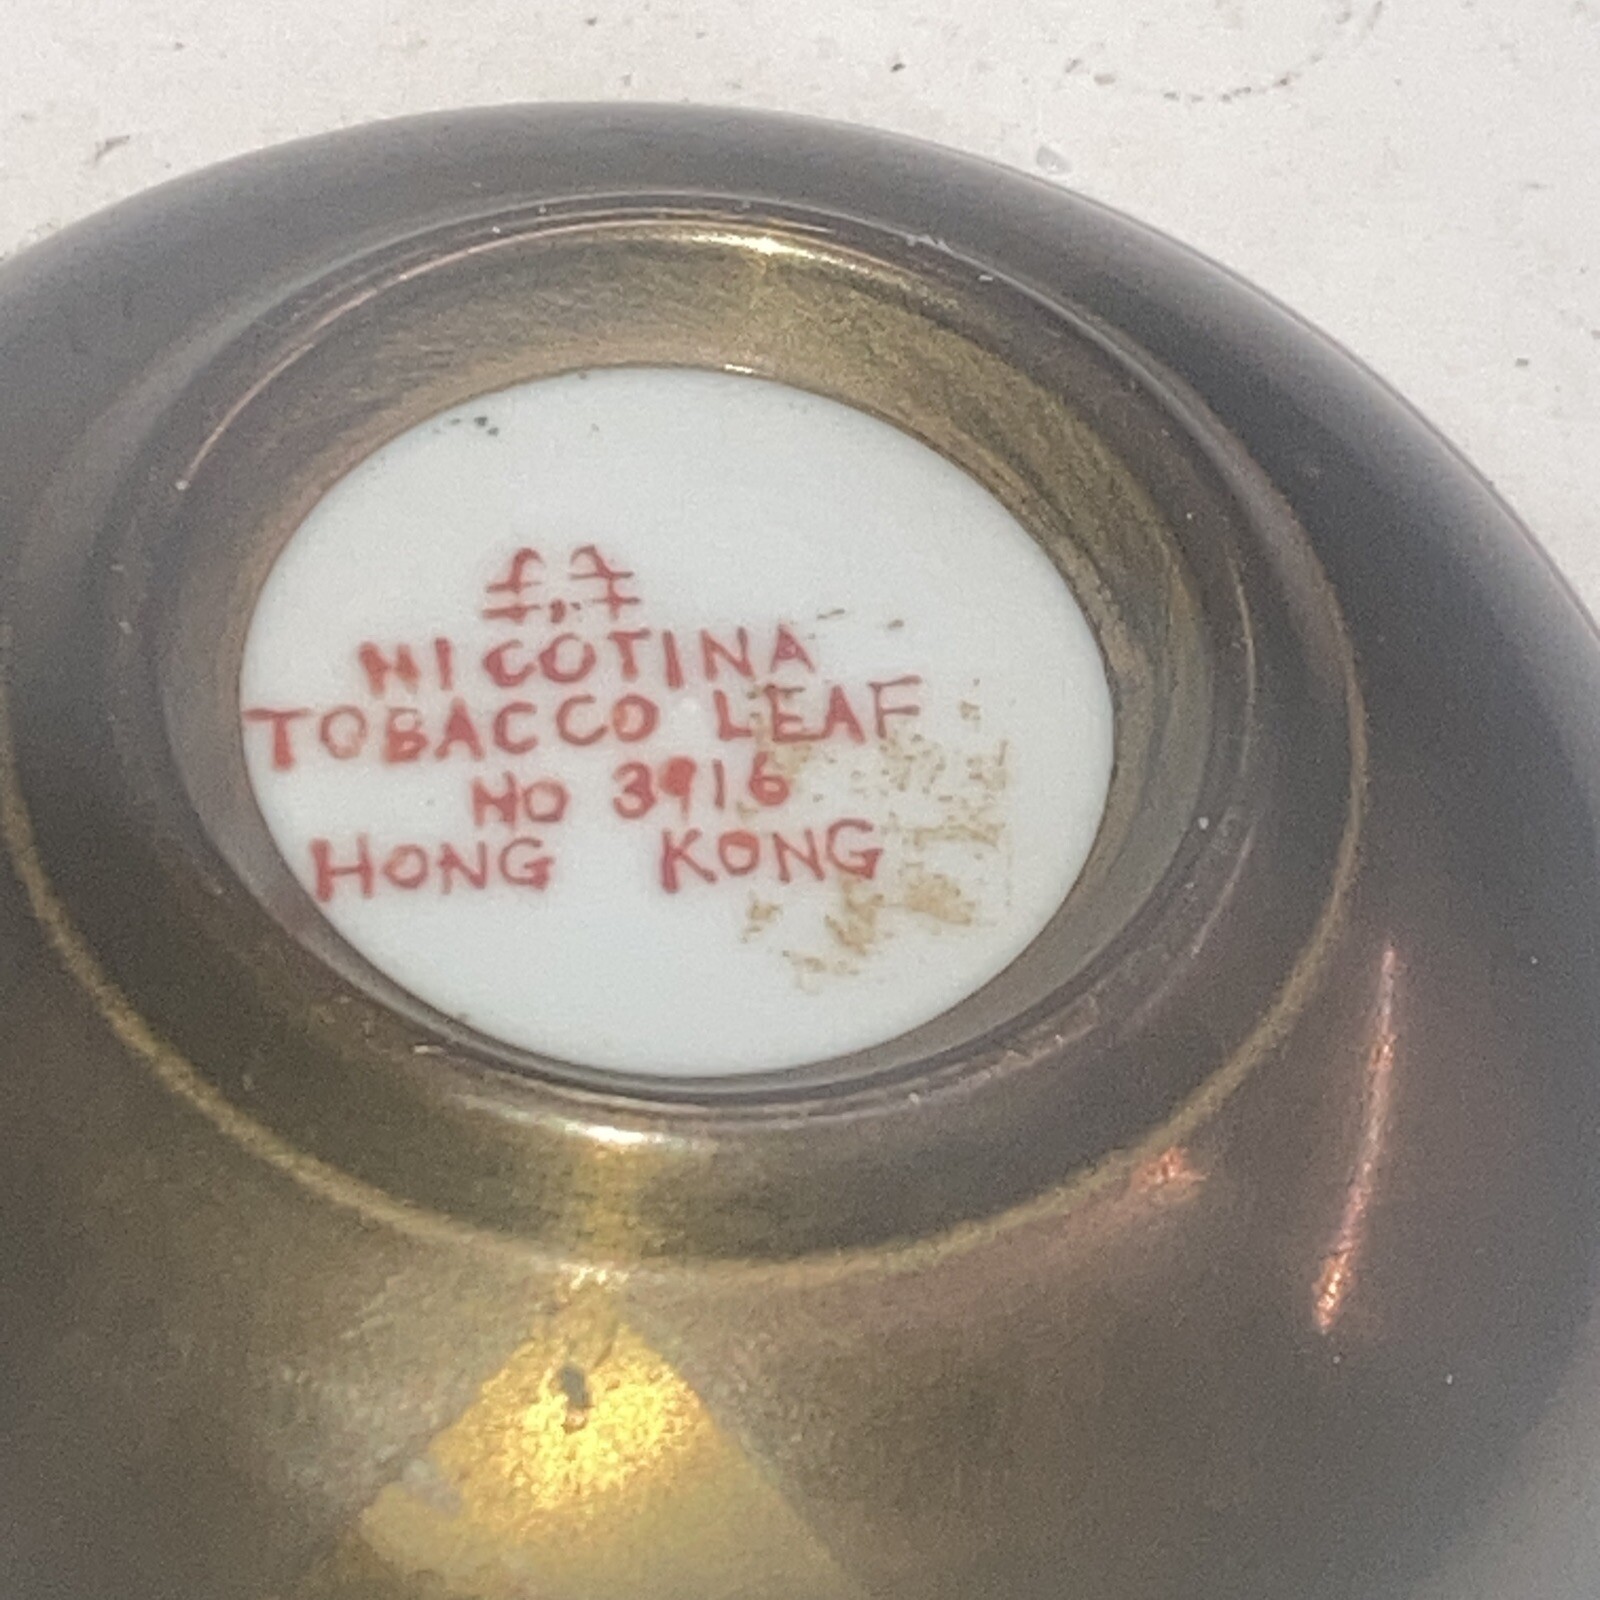 NICOTINA
TOBACCO LEAF
NO 3916
HONG KONG